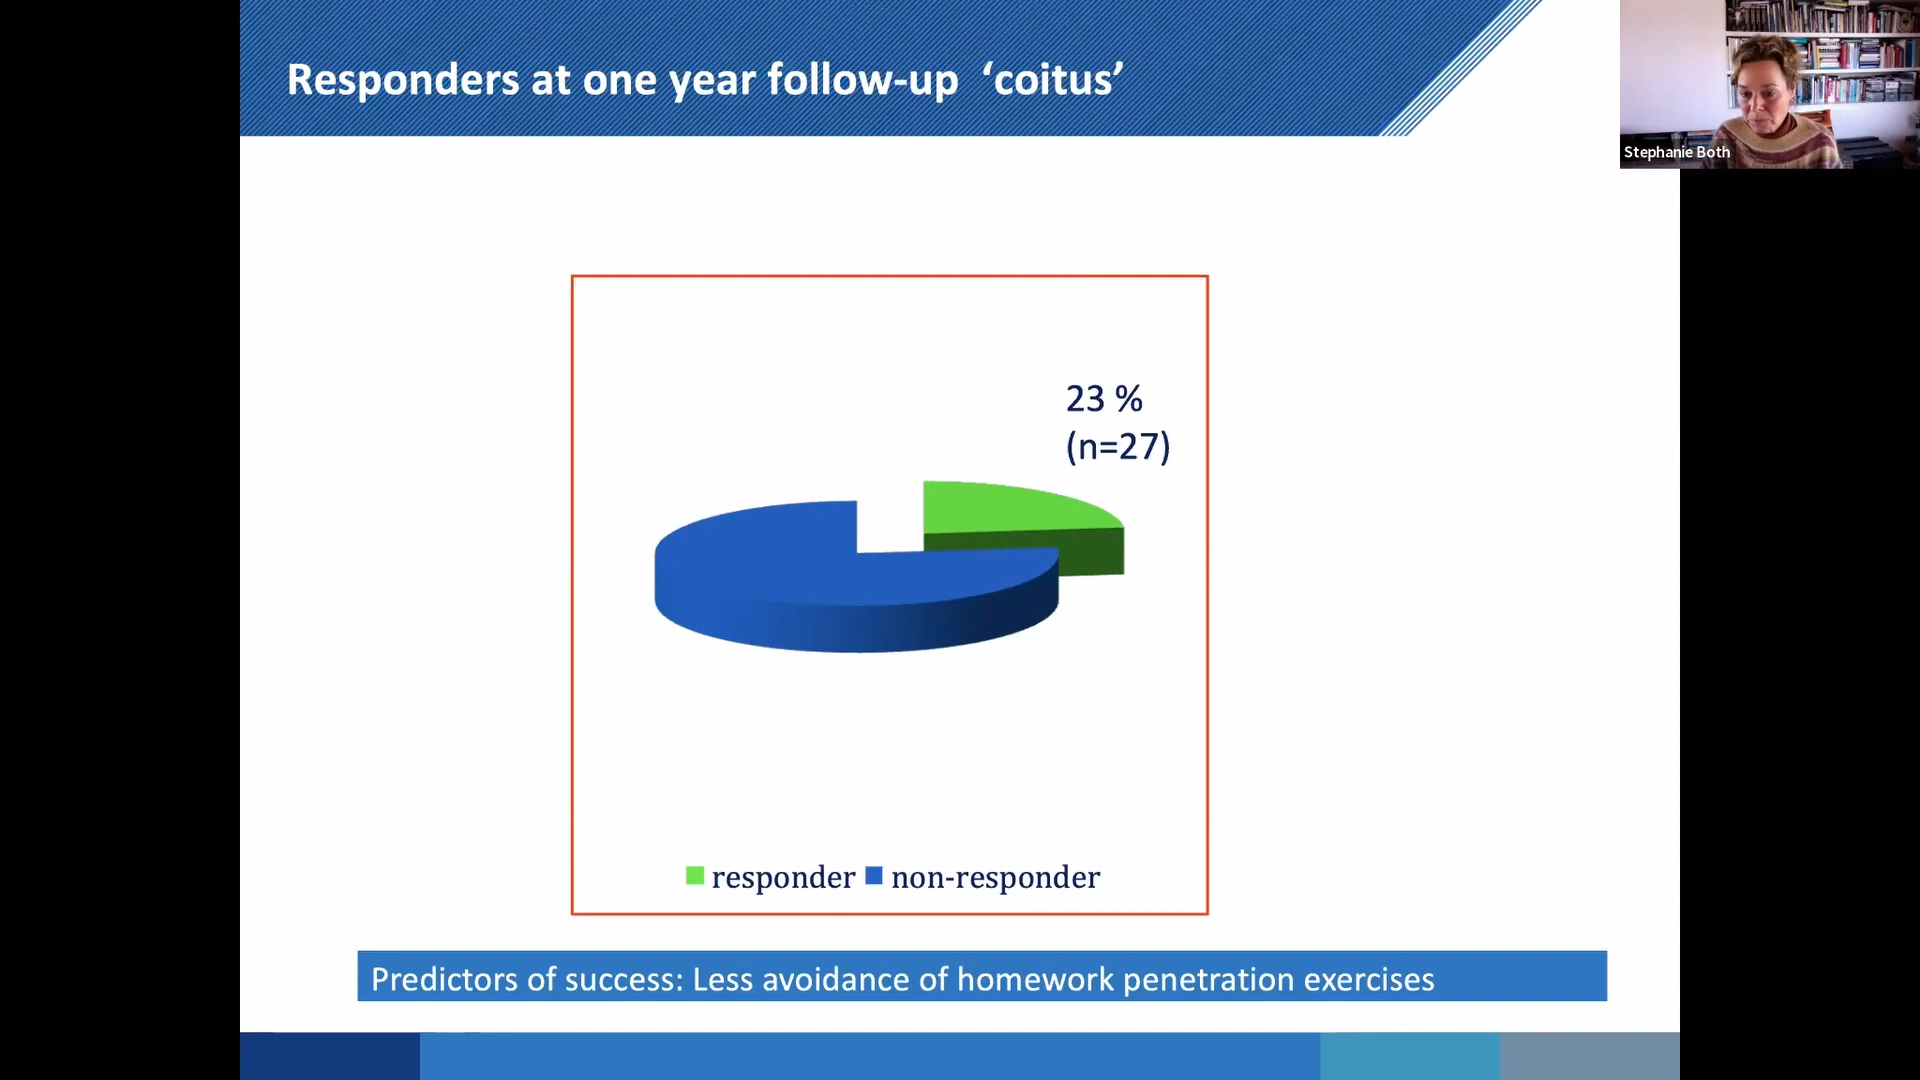 Responders at one year follow-up ‘coitus’
Stephanie Both
23 %
(n=27)
responder non-responder
Predictors of success: Less avoidance of homework penetration exercises